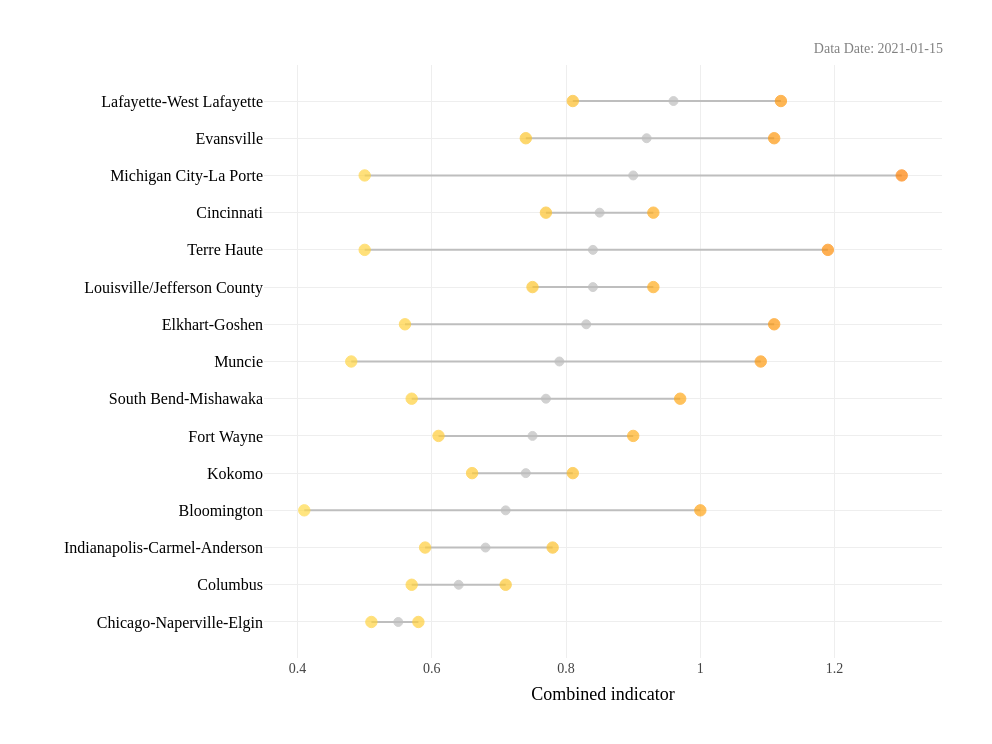 Data Date: 2021-01-15
Lafayette-West Lafayette
Evansville
Michigan City-La Porte
Cincinnati
Terre Haute
Louisville/Jefferson County
Elkhart-Goshen
Muncie
South Bend-Mishawaka
Fort Wayne
Kokomo
Bloomington
Indianapolis-Carmel-Anderson
Columbus
Chicago-Naperville-Elgin
0.4 0.6 0.8 1 1.2
Combined indicator